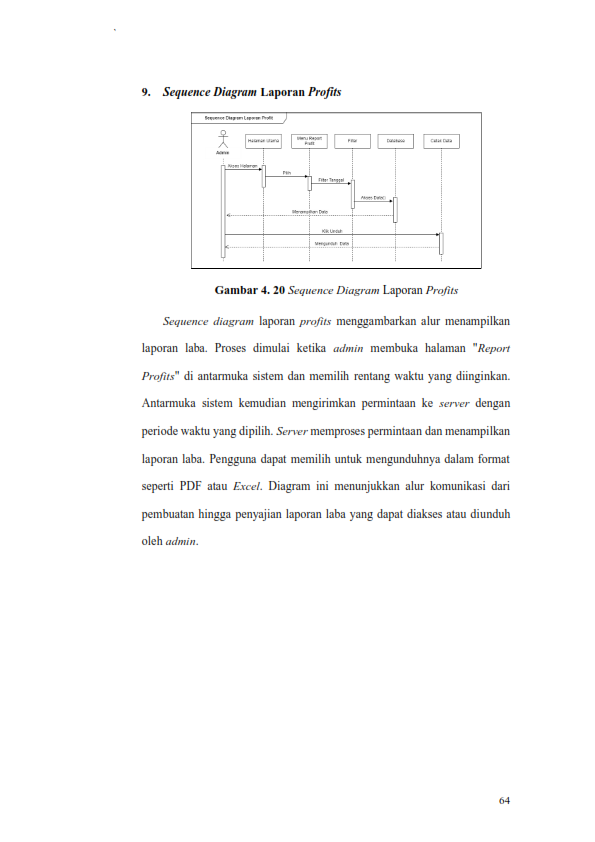 9. Sequence Diagram Laporan Profits
Sequence Diagram Laporan Profit
Admin
Halaman Utama
Menu Report
Profit
Filter
Database
Cetak Data
Akses Halaman
Pilih
Filter Tanggal
Akses Data()
Menampilkan Data
Klik Unduh
Mengunduh Data
Gambar 4. 20 Sequence Diagram Laporan Profits
Sequence diagram laporan profits menggambarkan alur menampilkan
laporan laba. Proses dimulai ketika admin membuka halaman "Report
Profits" di antarmuka sistem dan memilih rentang waktu yang diinginkan.
Antarmuka sistem kemudian mengirimkan permintaan ke server dengan
periode waktu yang dipilih. Server memproses permintaan dan menampilkan
laporan laba. Pengguna dapat memilih untuk mengunduhnya dalam format
seperti PDF atau Excel. Diagram ini menunjukkan alur komunikasi dari
pembuatan hingga penyajian laporan laba yang dapat diakses atau diunduh
oleh admin.
64